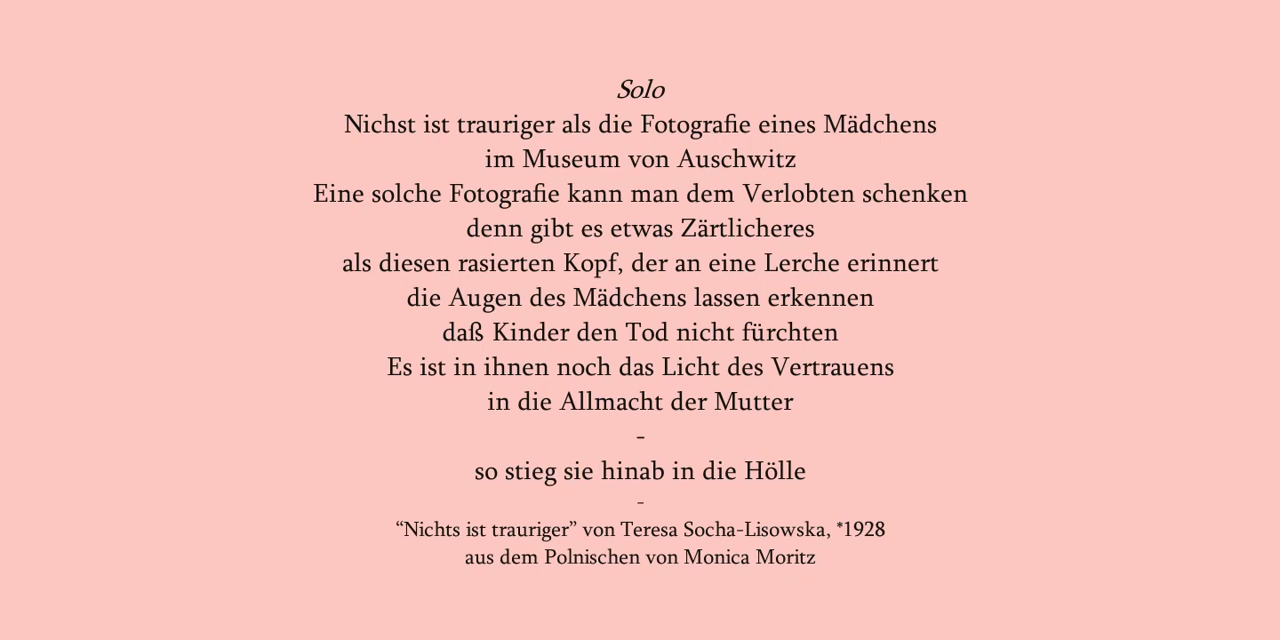 Solo
Nichst ist trauriger als die Fotografie eines Mädchens
im Museum von Auschwitz
Eine solche Fotografie kann man dem Verlobten schenken
denn gibt es etwas Zärtlicheres
als diesen rasierten Kopf, der an eine Lerche erinnert
die Augen des Mädchens lassen erkennen
daß Kinder den Tod nicht fürchten
Es ist in ihnen noch das Licht des Vertrauens
in die Allmacht der Mutter
-
so stieg sie hinab in die Hölle
-
“Nichts ist trauriger” von Teresa Socha-Lisowska, *1928
aus dem Polnischen von Monica Moritz